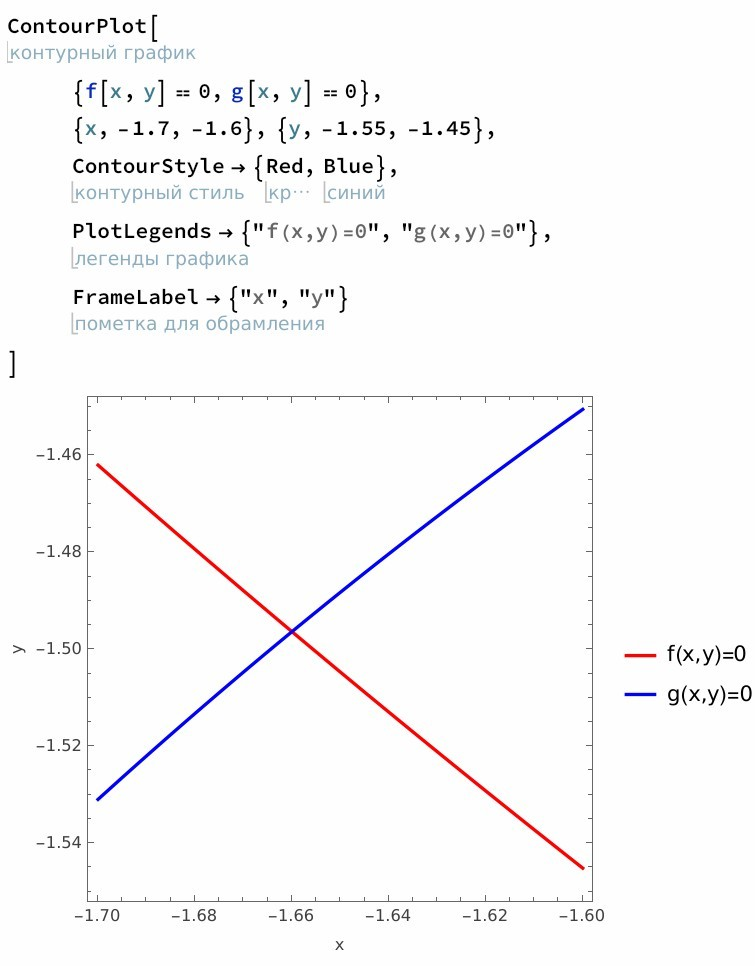 ContourPlot[
контурный график
{f[x, y] == 0, g[x, y] == 0},
{x, -1.7, -1.6}, {y, -1.55, -1.45},
ContourStyle → {Red, Blue},
контурный стиль кр⋯ синий
PlotLegends → {"f(x,y)=0", "g(x,y)=0"},
легенды графика
FrameLabel → {"x", "y"}
пометка для обрамления
]
−1.46
−1.48
−1.50
−1.52
−1.54
y
−1.70 −1.68 −1.66 −1.64 −1.62 −1.60
x
f(x,y)=0
g(x,y)=0